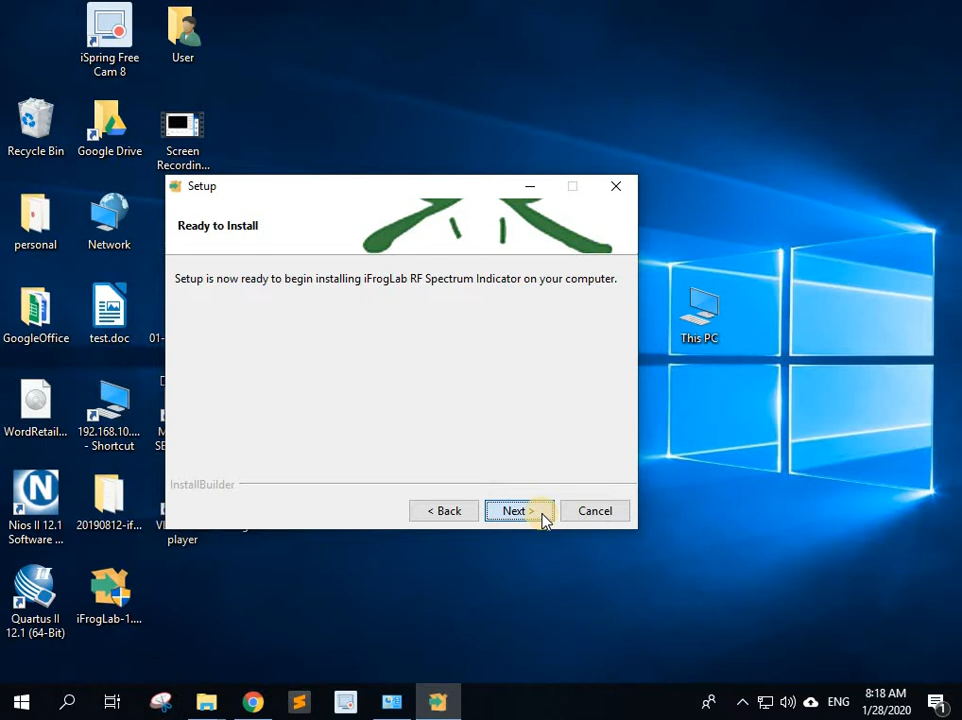 iSpring Free
Cam 8
User
Recycle Bin
Google Drive
Screen
Recordin...
personal
Network
GoogleOffice
test.doc
01-
WordRetail...
192.168.10....
- Shortcut
M
SE
Nios II 12.1
Software ...
20190812-if...
player
Quartus II
12.1 (64-Bit)
iFrogLab-1....
This PC
Setup
Ready to Install
Setup is now ready to begin installing iFrogLab RF Spectrum Indicator on your computer.
InstallBuilder
< Back
Next >
Cancel
ENG
8:18 AM
1/28/2020
1